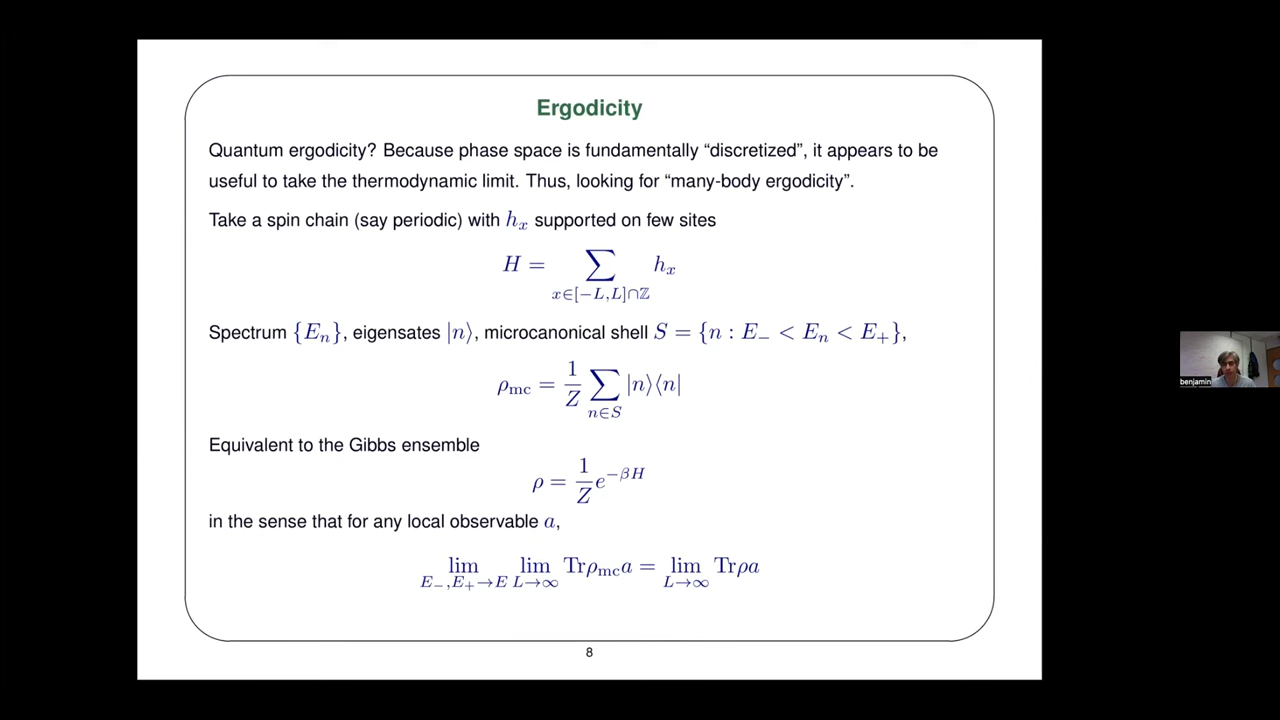 Ergodicity
Quantum ergodicity? Because phase space is fundamentally “discretized”, it appears to be
useful to take the thermodynamic limit. Thus, looking for “many-body ergodicity”.
Take a spin chain (say periodic) with h_x supported on few sites
H = ∑_{x∈[−L,L]∩ℤ} h_x
Spectrum {E_n}, eigensates |n⟩, microcanonical shell S = {n : E_− < E_n < E_+},
ρ_mc = 1/Z ∑_{n∈S} |n⟩⟨n|
Equivalent to the Gibbs ensemble
ρ = 1/Z e^{−βH}
in the sense that for any local observable a,
lim_{E_−,E_+→E} lim_{L→∞} Trρ_mc a = lim_{L→∞} Trρa
8
benjamin